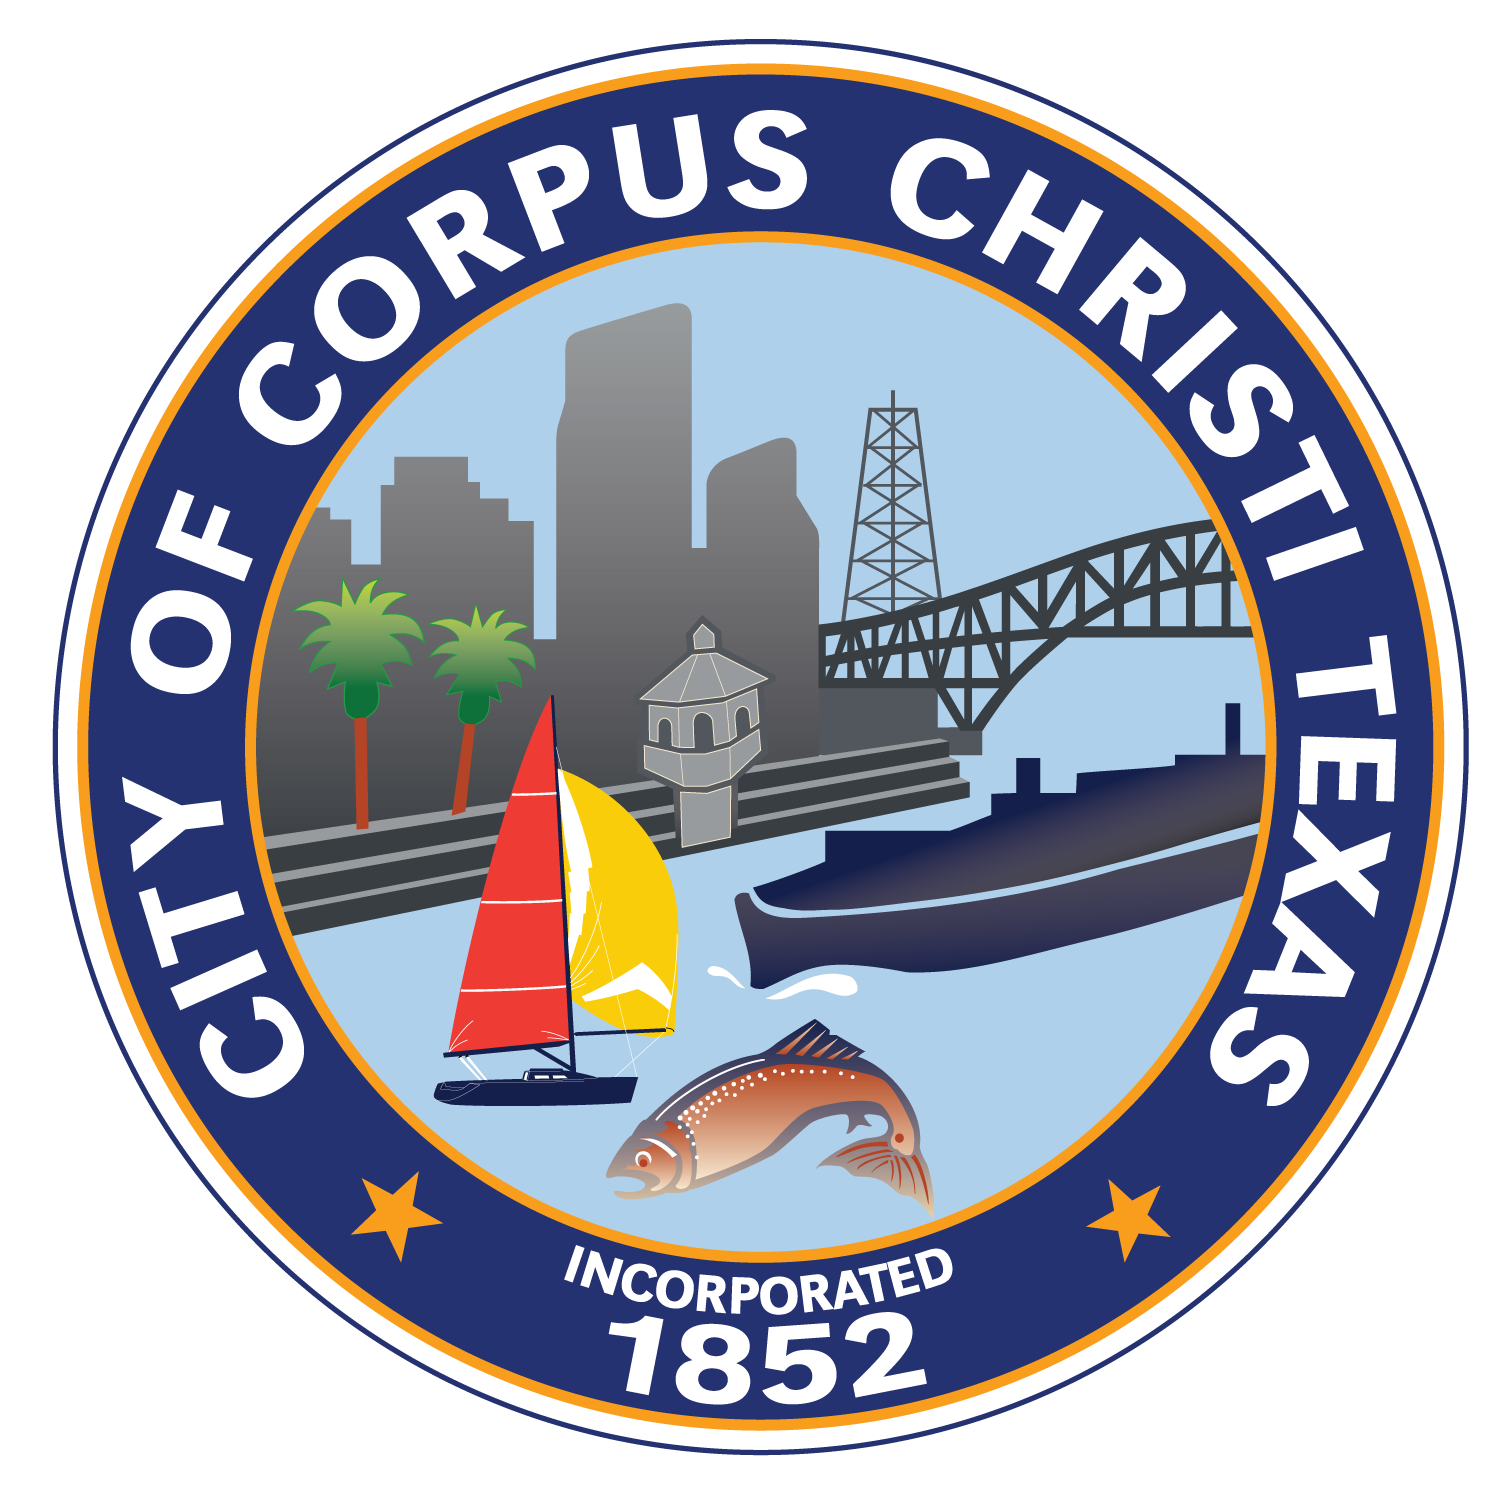 CITY OF CORPUS CHRISTI TEXAS
INCORPORATED
1852